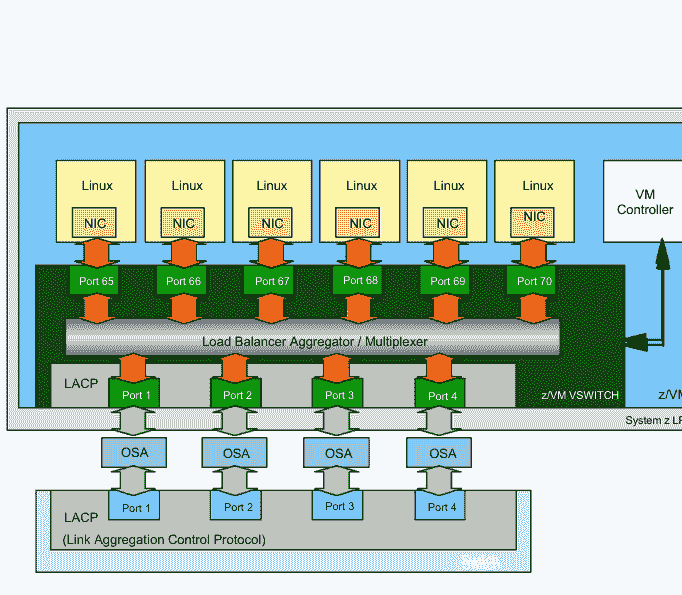 Linux Linux Linux Linux Linux Linux
VM
Controller
NIC NIC NIC NIC NIC NIC
Port 65 Port 66 Port 67 Port 68 Port 69 Port 70
Load Balancer Aggregator / Multiplexer
LACP
Port 1 Port 2 Port 3 Port 4
z/VM VSWITCH
z/VM
System z LP
OSA OSA OSA OSA
Port 1 Port 2 Port 3 Port 4
LACP
(Link Aggregation Control Protocol)